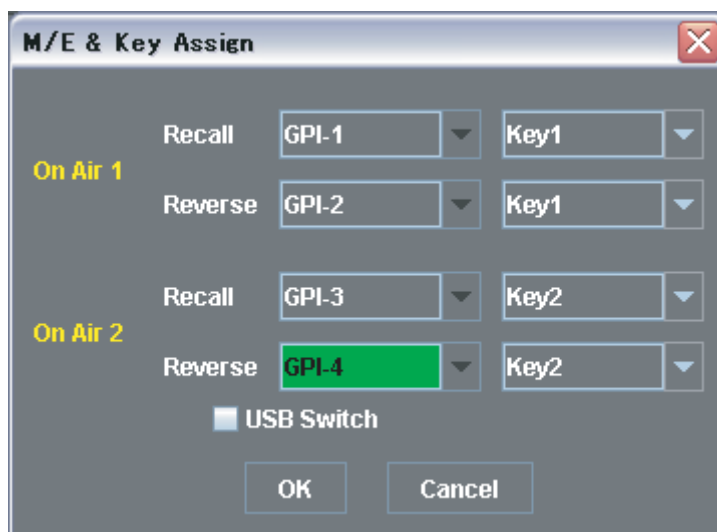 M/E & Key Assign
On Air 1
Recall GPI-1 Key1
Reverse GPI-2 Key1
On Air 2
Recall GPI-3 Key2
Reverse GPI-4 Key2
USB Switch
OK Cancel